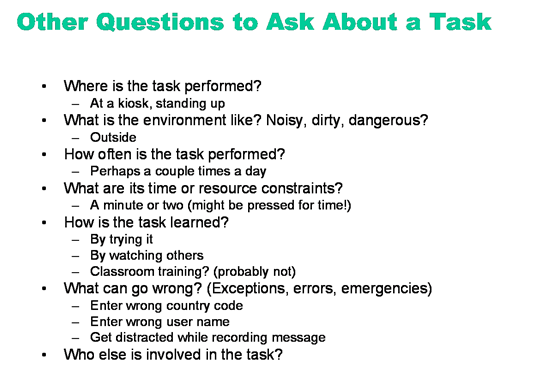 Other Questions to Ask About a Task
• Where is the task performed?
– At a kiosk, standing up
• What is the environment like? Noisy, dirty, dangerous?
– Outside
• How often is the task performed?
– Perhaps a couple times a day
• What are its time or resource constraints?
– A minute or two (might be pressed for time!)
• How is the task learned?
– By trying it
– By watching others
– Classroom training? (probably not)
• What can go wrong? (Exceptions, errors, emergencies)
– Enter wrong country code
– Enter wrong user name
– Get distracted while recording message
• Who else is involved in the task?